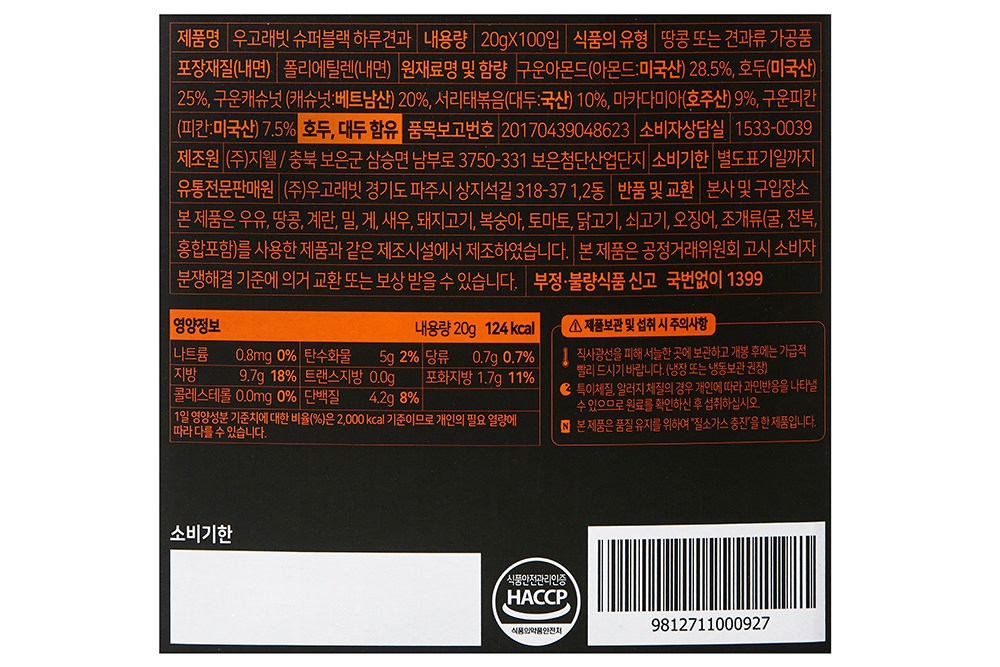 제품명 우고래빗 슈퍼블랙 하루견과 내용량 20gX100입 식품의 유형 땅콩 또는 견과류 가공품
포장재질(내면) 폴리에틸렌(내면) 원재료명 및 함량 구운아몬드(아몬드:미국산) 28.5%, 호두(미국산)
25%, 구운캐슈넛 (캐슈넛:베트남산) 20%, 서리태볶음(대두:국산) 10%, 마카다미아(호주산) 9%, 구운피칸
(피칸:미국산) 7.5% 호두, 대두 함유 품목보고번호 20170439048623 소비자상담실 1533-0039
제조원 (주)지웰 / 충북 보은군 삼승면 남부로 3750-331 보은첨단산업단지 소비기한 별도표기일까지
유통전문판매원 (주)우고래빗 경기도 파주시 상지석길 318-37 1,2동 반품 및 교환 본사 및 구입장소
본 제품은 우유, 땅콩, 계란, 밀, 게, 새우, 돼지고기, 복숭아, 토마토, 닭고기, 쇠고기, 오징어, 조개류(굴, 전복,
홍합포함)를 사용한 제품과 같은 제조시설에서 제조하였습니다. 본 제품은 공정거래위원회 고시 소비자
분쟁해결 기준에 의거 교환 또는 보상 받을 수 있습니다. 부정·불량식품 신고 국번없이 1399
영양정보 내용량 20g 124 kcal
나트륨 0.8mg 0% 탄수화물 5g 2% 당류 0.7g 0.7%
지방 9.7g 18% 트랜스지방 0.0g 포화지방 1.7g 11%
콜레스테롤 0.0mg 0% 단백질 4.2g 8%
1일 영양성분 기준치에 대한 비율(%)은 2,000 kcal 기준이므로 개인의 필요 열량에
따라 다를 수 있습니다.
제품보관 및 섭취 시 주의사항
직사광선을 피해 서늘한 곳에 보관하고 개봉 후에는 가급적
빨리 드시기 바랍니다. (냉장 또는 냉동보관 권장)
특이체질, 알러지 체질의 경우 개인에 따라 과민반응을 나타낼
수 있으므로 원료를 확인하신 후 섭취하십시오.
N 본 제품은 품질 유지를 위하여 "질소가스 충전"을 한 제품입니다.
소비기한
식품안전관리인증
HACCP
식품의약품안전처
9812711000927